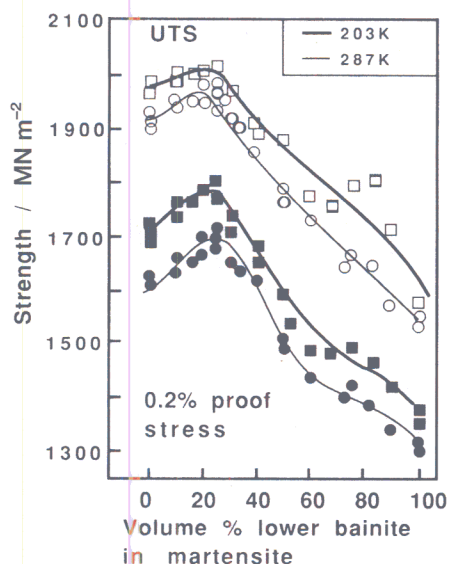 2100
UTS
203K
287K
1900
Strength / MN m⁻²
1700
1500
0.2% proof
stress
1300
0 20 40 60 80 100
Volume % lower bainite
in martensite